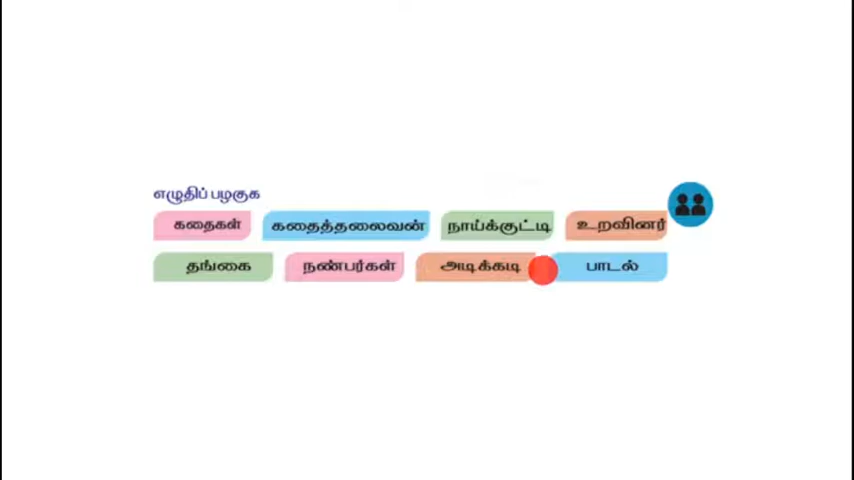 எழுதிப் பழகுக
கதைகள் கதைத்தலைவன் நாய்க்குட்டி உறவினர்
தங்கை நண்பர்கள் அடிக்கடி பாடல்